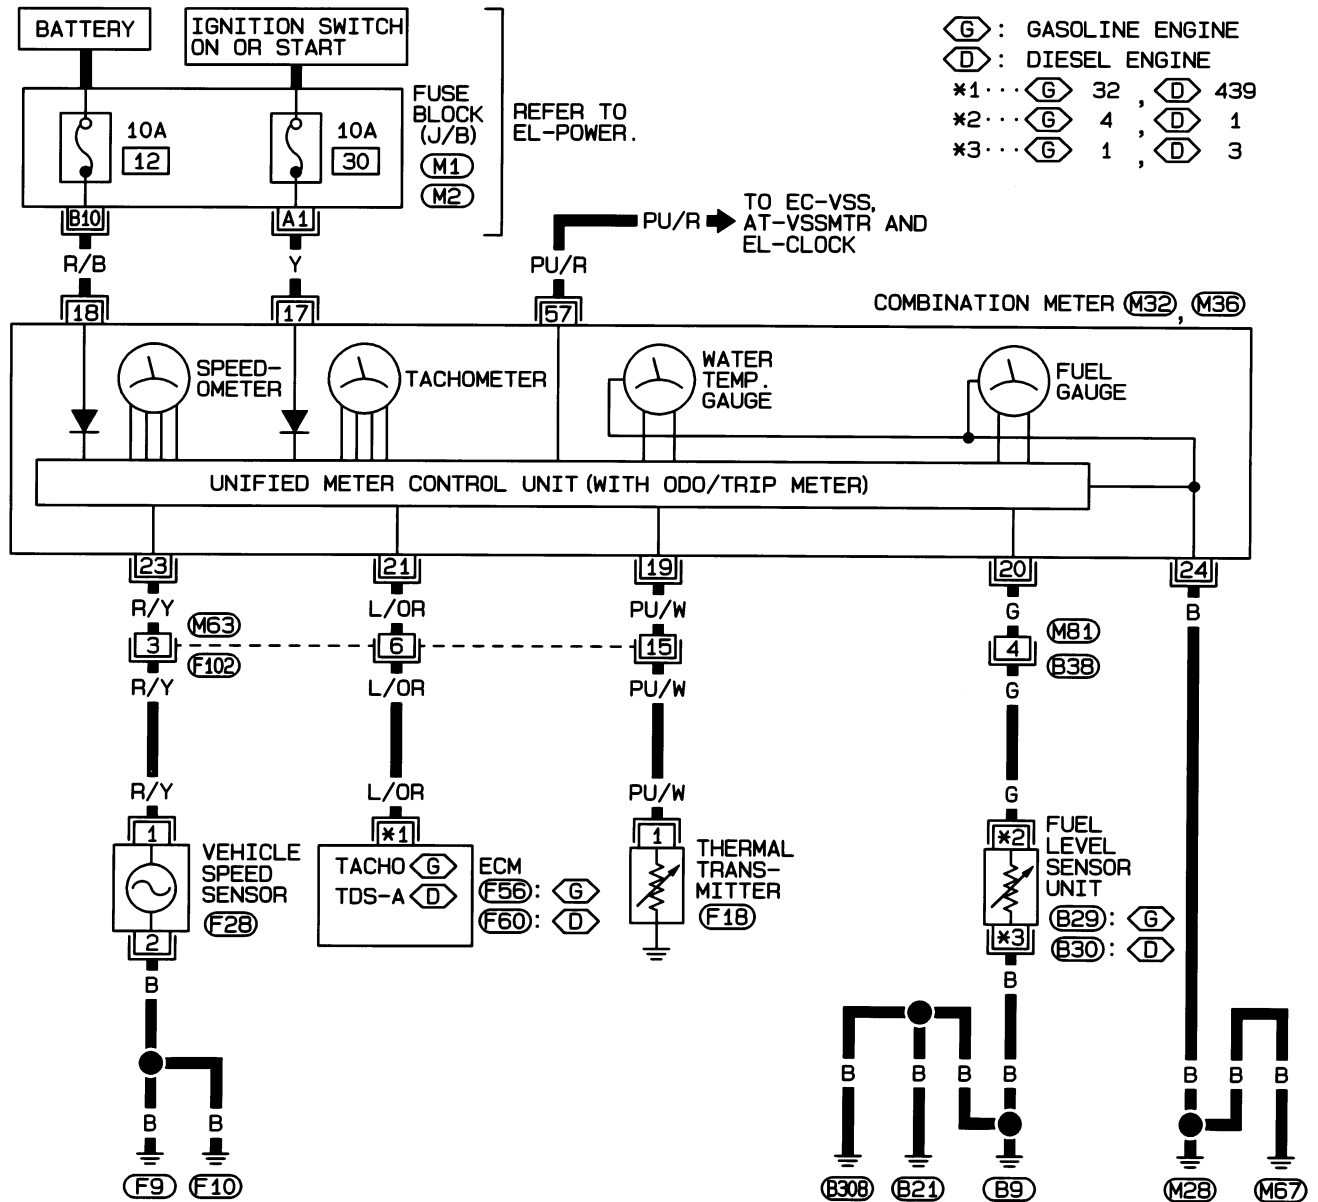 BATTERY
IGNITION SWITCH
ON OR START
G : GASOLINE ENGINE
D : DIESEL ENGINE
*1 ··· G 32 , D 439
*2 ··· G 4 , D 1
*3 ··· G 1 , D 3
10A
12
10A
30
FUSE
BLOCK
(J/B)
M1
M2
REFER TO
EL-POWER.
B10
A1
R/B
Y
PU/R
PU/R
TO EC-VSS,
AT-VSSMTR AND
EL-CLOCK
18
17
57
COMBINATION METER M32 , M36
SPEED-
OMETER
TACHOMETER
WATER
TEMP.
GAUGE
FUEL
GAUGE
UNIFIED METER CONTROL UNIT (WITH ODO/TRIP METER)
23
21
19
20
24
R/Y
L/OR
PU/W
G
B
3
M63
F102
6
15
4
M81
B38
R/Y
L/OR
PU/W
G
R/Y
L/OR
PU/W
G
1
*1
1
*2
VEHICLE
SPEED
SENSOR
F28
TACHO G
TDS-A D
ECM
F56 : G
F60 : D
THERMAL
TRANS-
MITTER
F18
FUEL
LEVEL
SENSOR
UNIT
B29 : G
B30 : D
2
*3
B
B
B
B
B
B
B
B
B
B
B
B
F9
F10
B308
B21
B9
M28
M67